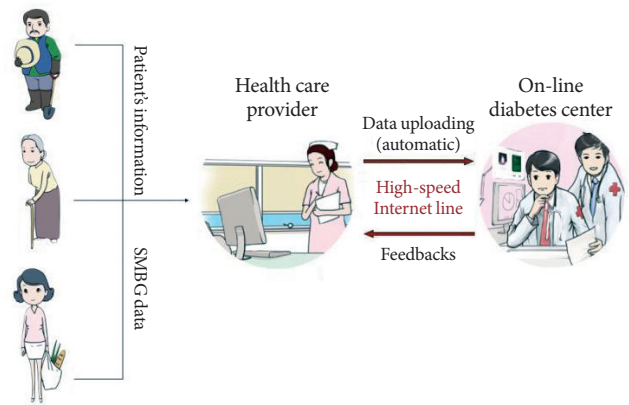 Patient's information
SMBG data
Health care
provider
Data uploading
(automatic)
High-speed
Internet line
Feedbacks
On-line
diabetes center